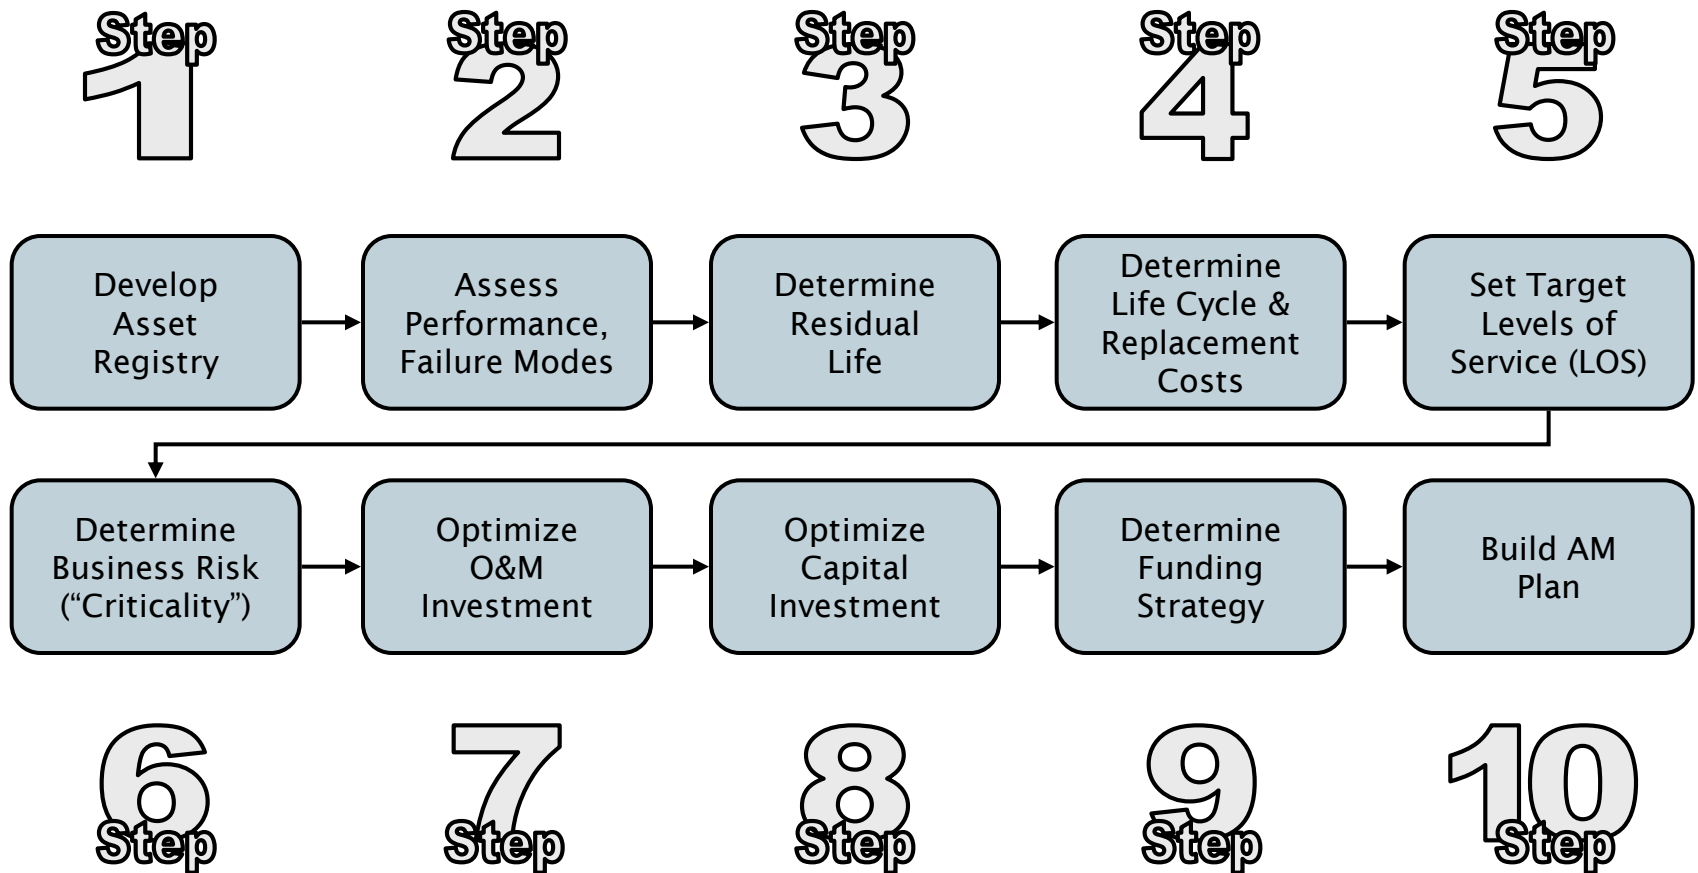 Step
1
Step
2
Step
3
Step
4
Step
5
Develop
Asset
Registry
Assess
Performance,
Failure Modes
Determine
Residual
Life
Determine
Life Cycle &
Replacement
Costs
Set Target
Levels of
Service (LOS)
Determine
Business Risk
(“Criticality”)
Optimize
O&M
Investment
Optimize
Capital
Investment
Determine
Funding
Strategy
Build AM
Plan
6
Step
7
Step
8
Step
9
Step
10
Step